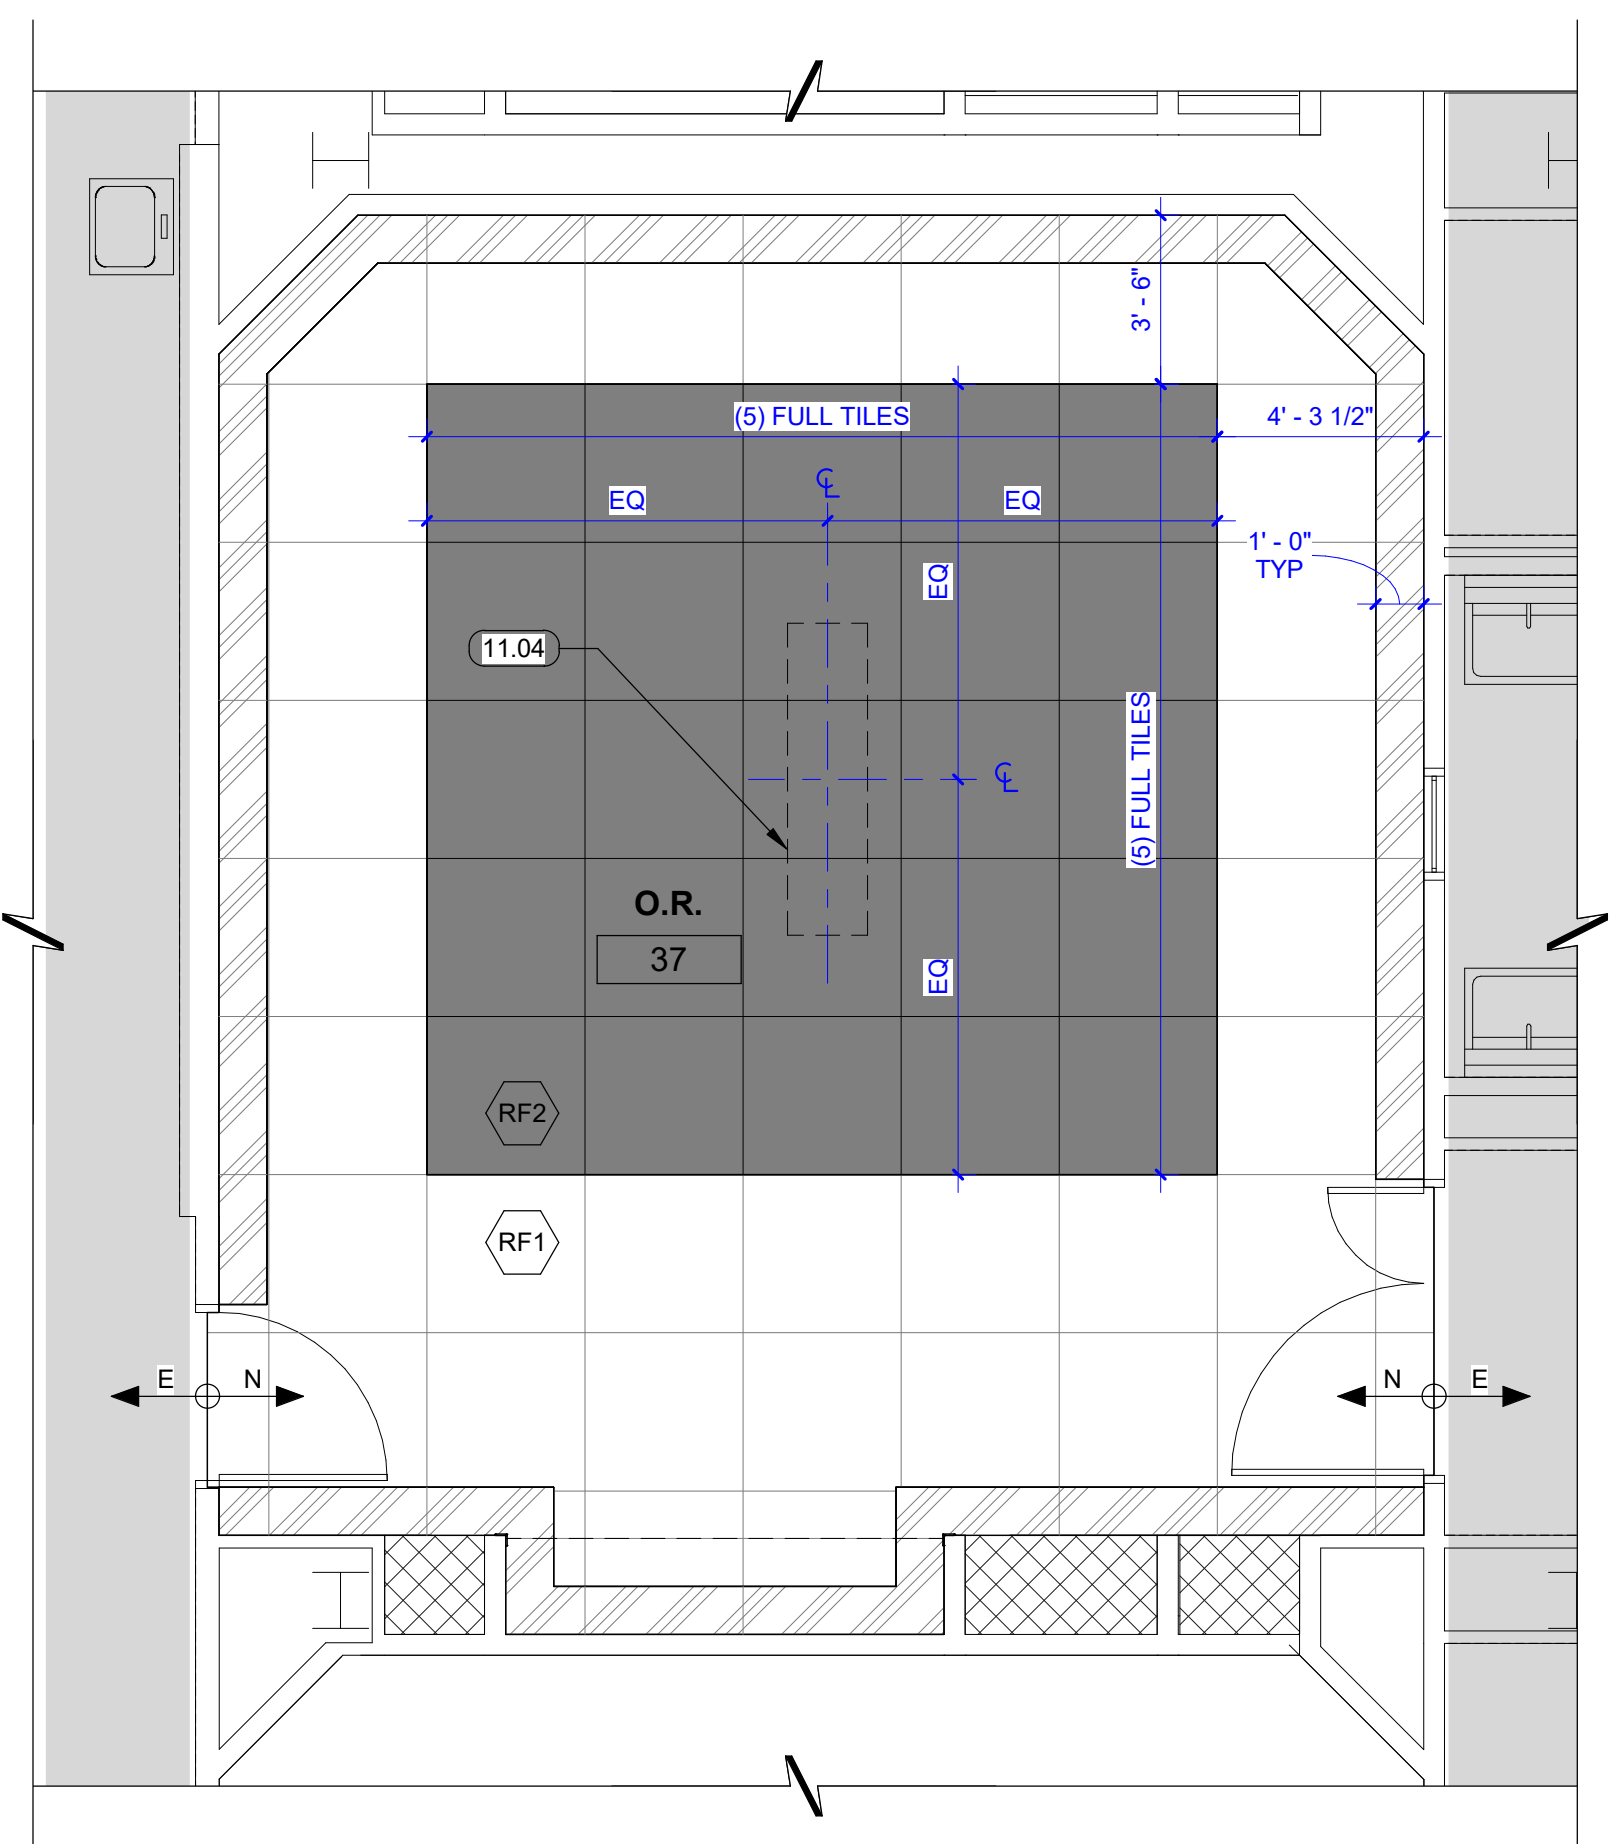 3' - 6"
(5) FULL TILES
4' - 3 1/2"
℄
EQ
EQ
1' - 0"
TYP
EQ
11.04
(5) FULL TILES
℄
O.R.
37
EQ
RF2
RF1
E
N
N
E